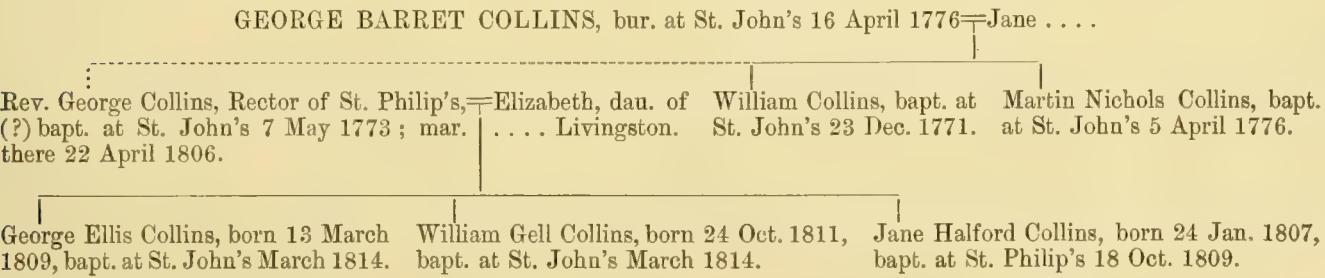 GEORGE BARRET COLLINS, bur. at St. John's 16 April 1776=Jane . . . .
Rev. George Collins, Rector of St. Philip's,
(?) bapt. at St. John's 7 May 1773 ; mar.
there 22 April 1806.
=Elizabeth, dau. of
. . . . Livingston.
William Collins, bapt. at
St. John's 23 Dec. 1771.
Martin Nichols Collins, bapt.
at St. John's 5 April 1776.
George Ellis Collins, born 13 March
1809, bapt. at St. John's March 1814.
William Gell Collins, born 24 Oct. 1811,
bapt. at St. John's March 1814.
Jane Halford Collins, born 24 Jan. 1807,
bapt. at St. Philip's 18 Oct. 1809.